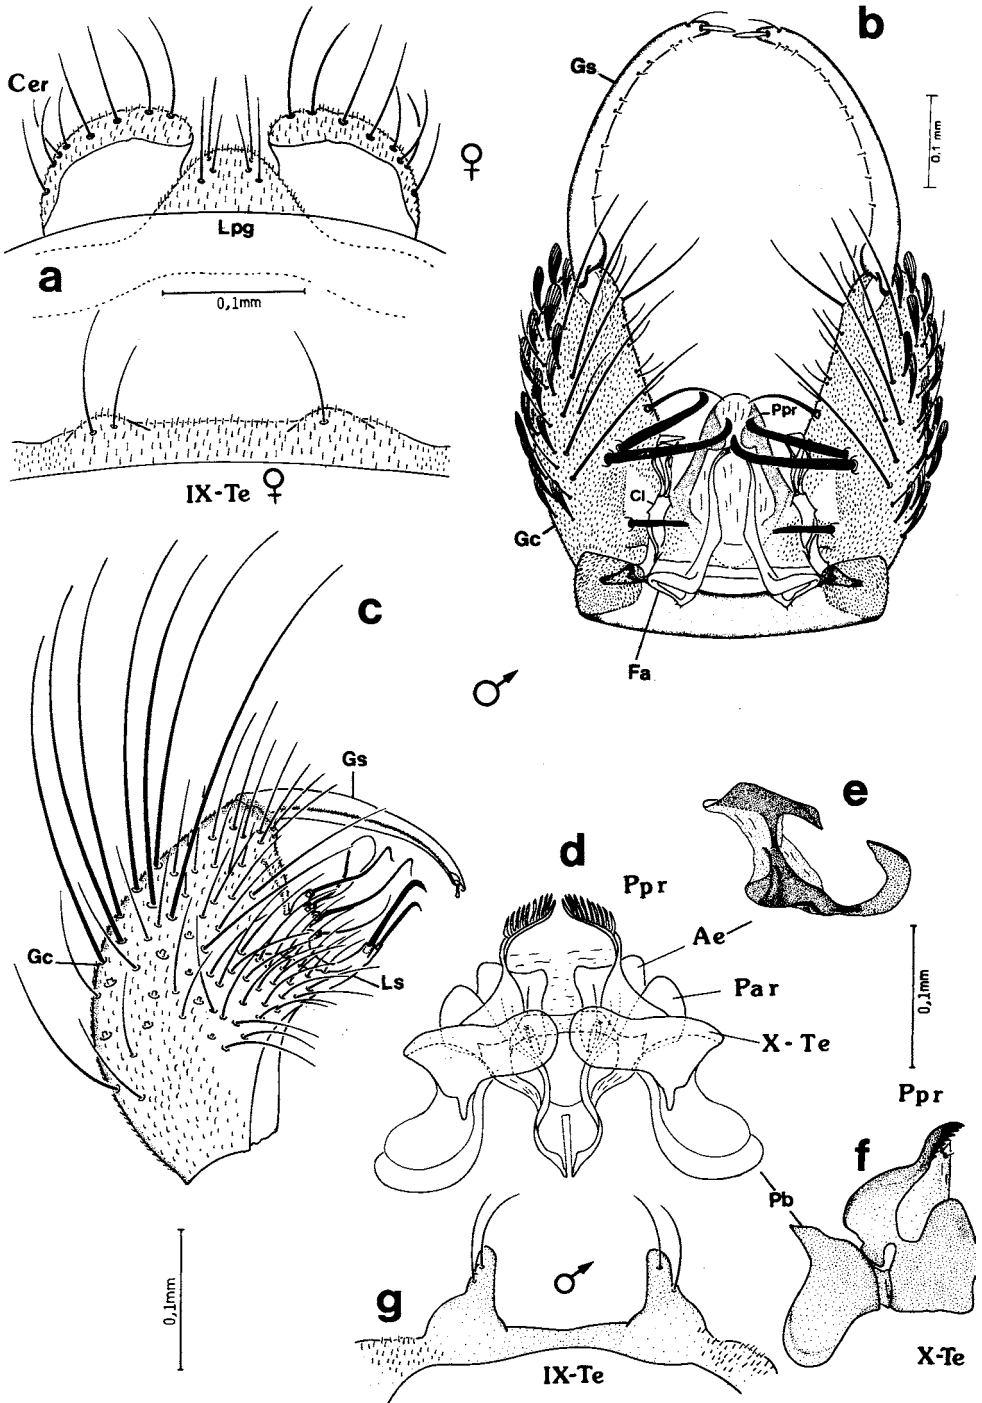 b
Cer
Gs
0.1 mm
♀
Lpg
a
0,1mm
Ppr
Cl
IX-Te ♀
Gc
Fa
c
♂
Gs
e
d
Ppr
Ae
Gc
Par
Ls
0,1mm
X-Te
Ppr
f
Pb
0,1mm
g
♂
IX-Te
X-Te